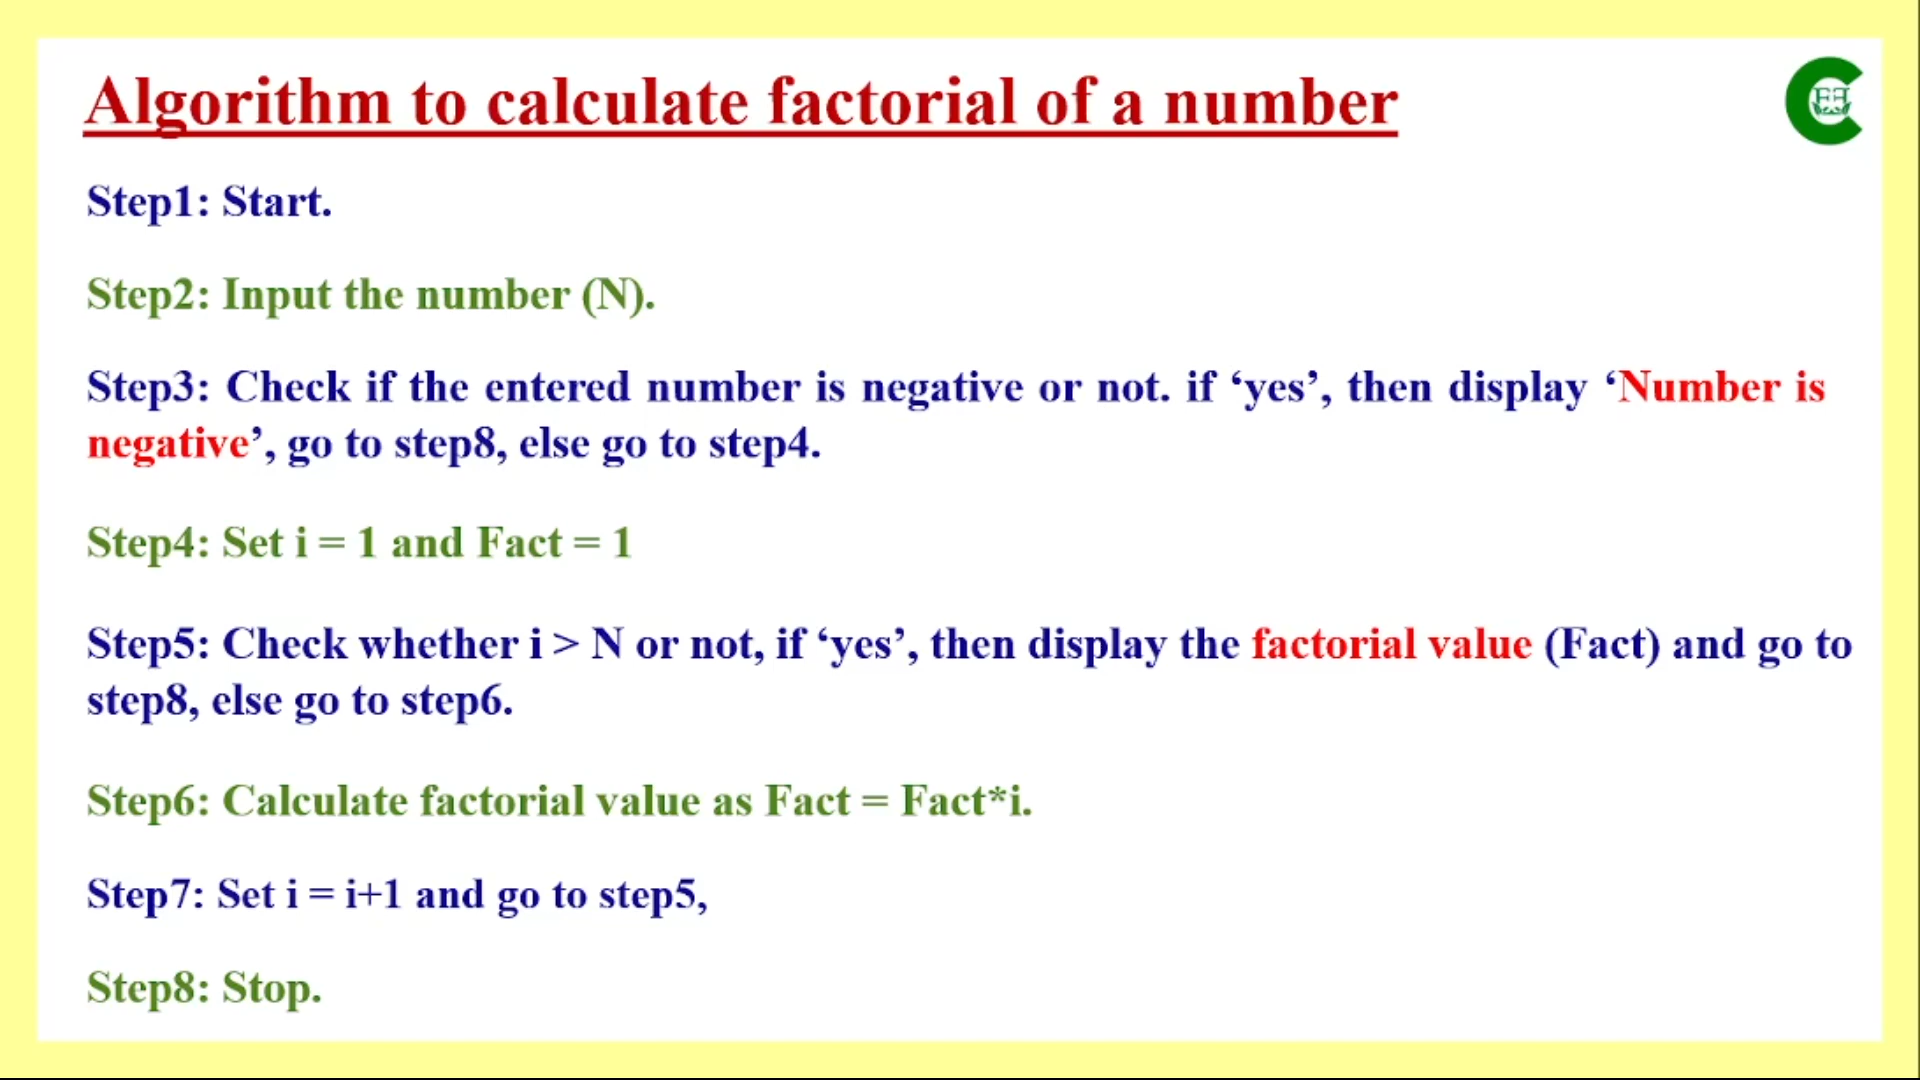 Algorithm to calculate factorial of a number
Step1: Start.
Step2: Input the number (N).
Step3: Check if the entered number is negative or not. if ‘yes’, then display ‘Number is
negative’, go to step8, else go to step4.
Step4: Set i = 1 and Fact = 1
Step5: Check whether i > N or not, if ‘yes’, then display the factorial value (Fact) and go to
step8, else go to step6.
Step6: Calculate factorial value as Fact = Fact*i.
Step7: Set i = i+1 and go to step5,
Step8: Stop.